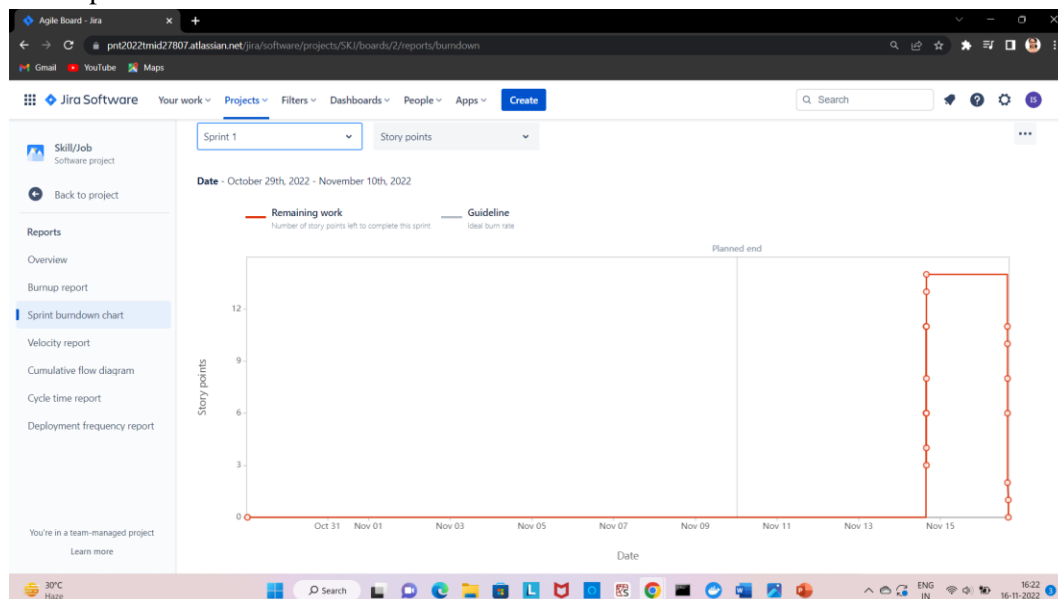 Agile Board - Jira
pnt2022tmid27807.atlassian.net/jira/software/projects/SKJ/boards/2/reports/burndown
Gmail YouTube Maps
Jira Software Your work Projects Filters Dashboards People Apps Create Search IS
Sprint 1 Story points
Skill/Job
Software project
Date - October 29th, 2022 - November 10th, 2022
Back to project
Remaining work Guideline
Number of story points left to complete this sprint Ideal burn rate
Reports
Planned end
Overview
Burnup report
Sprint burndown chart
Velocity report
Cumulative flow diagram
Cycle time report
Deployment frequency report
Story points
12
9
6
3
0
Oct 31 Nov 01 Nov 03 Nov 05 Nov 07 Nov 09 Nov 11 Nov 13 Nov 15
Date
You're in a team-managed project
Learn more
30°C
Haze
Search
ENG
IN
16:22
16-11-2022